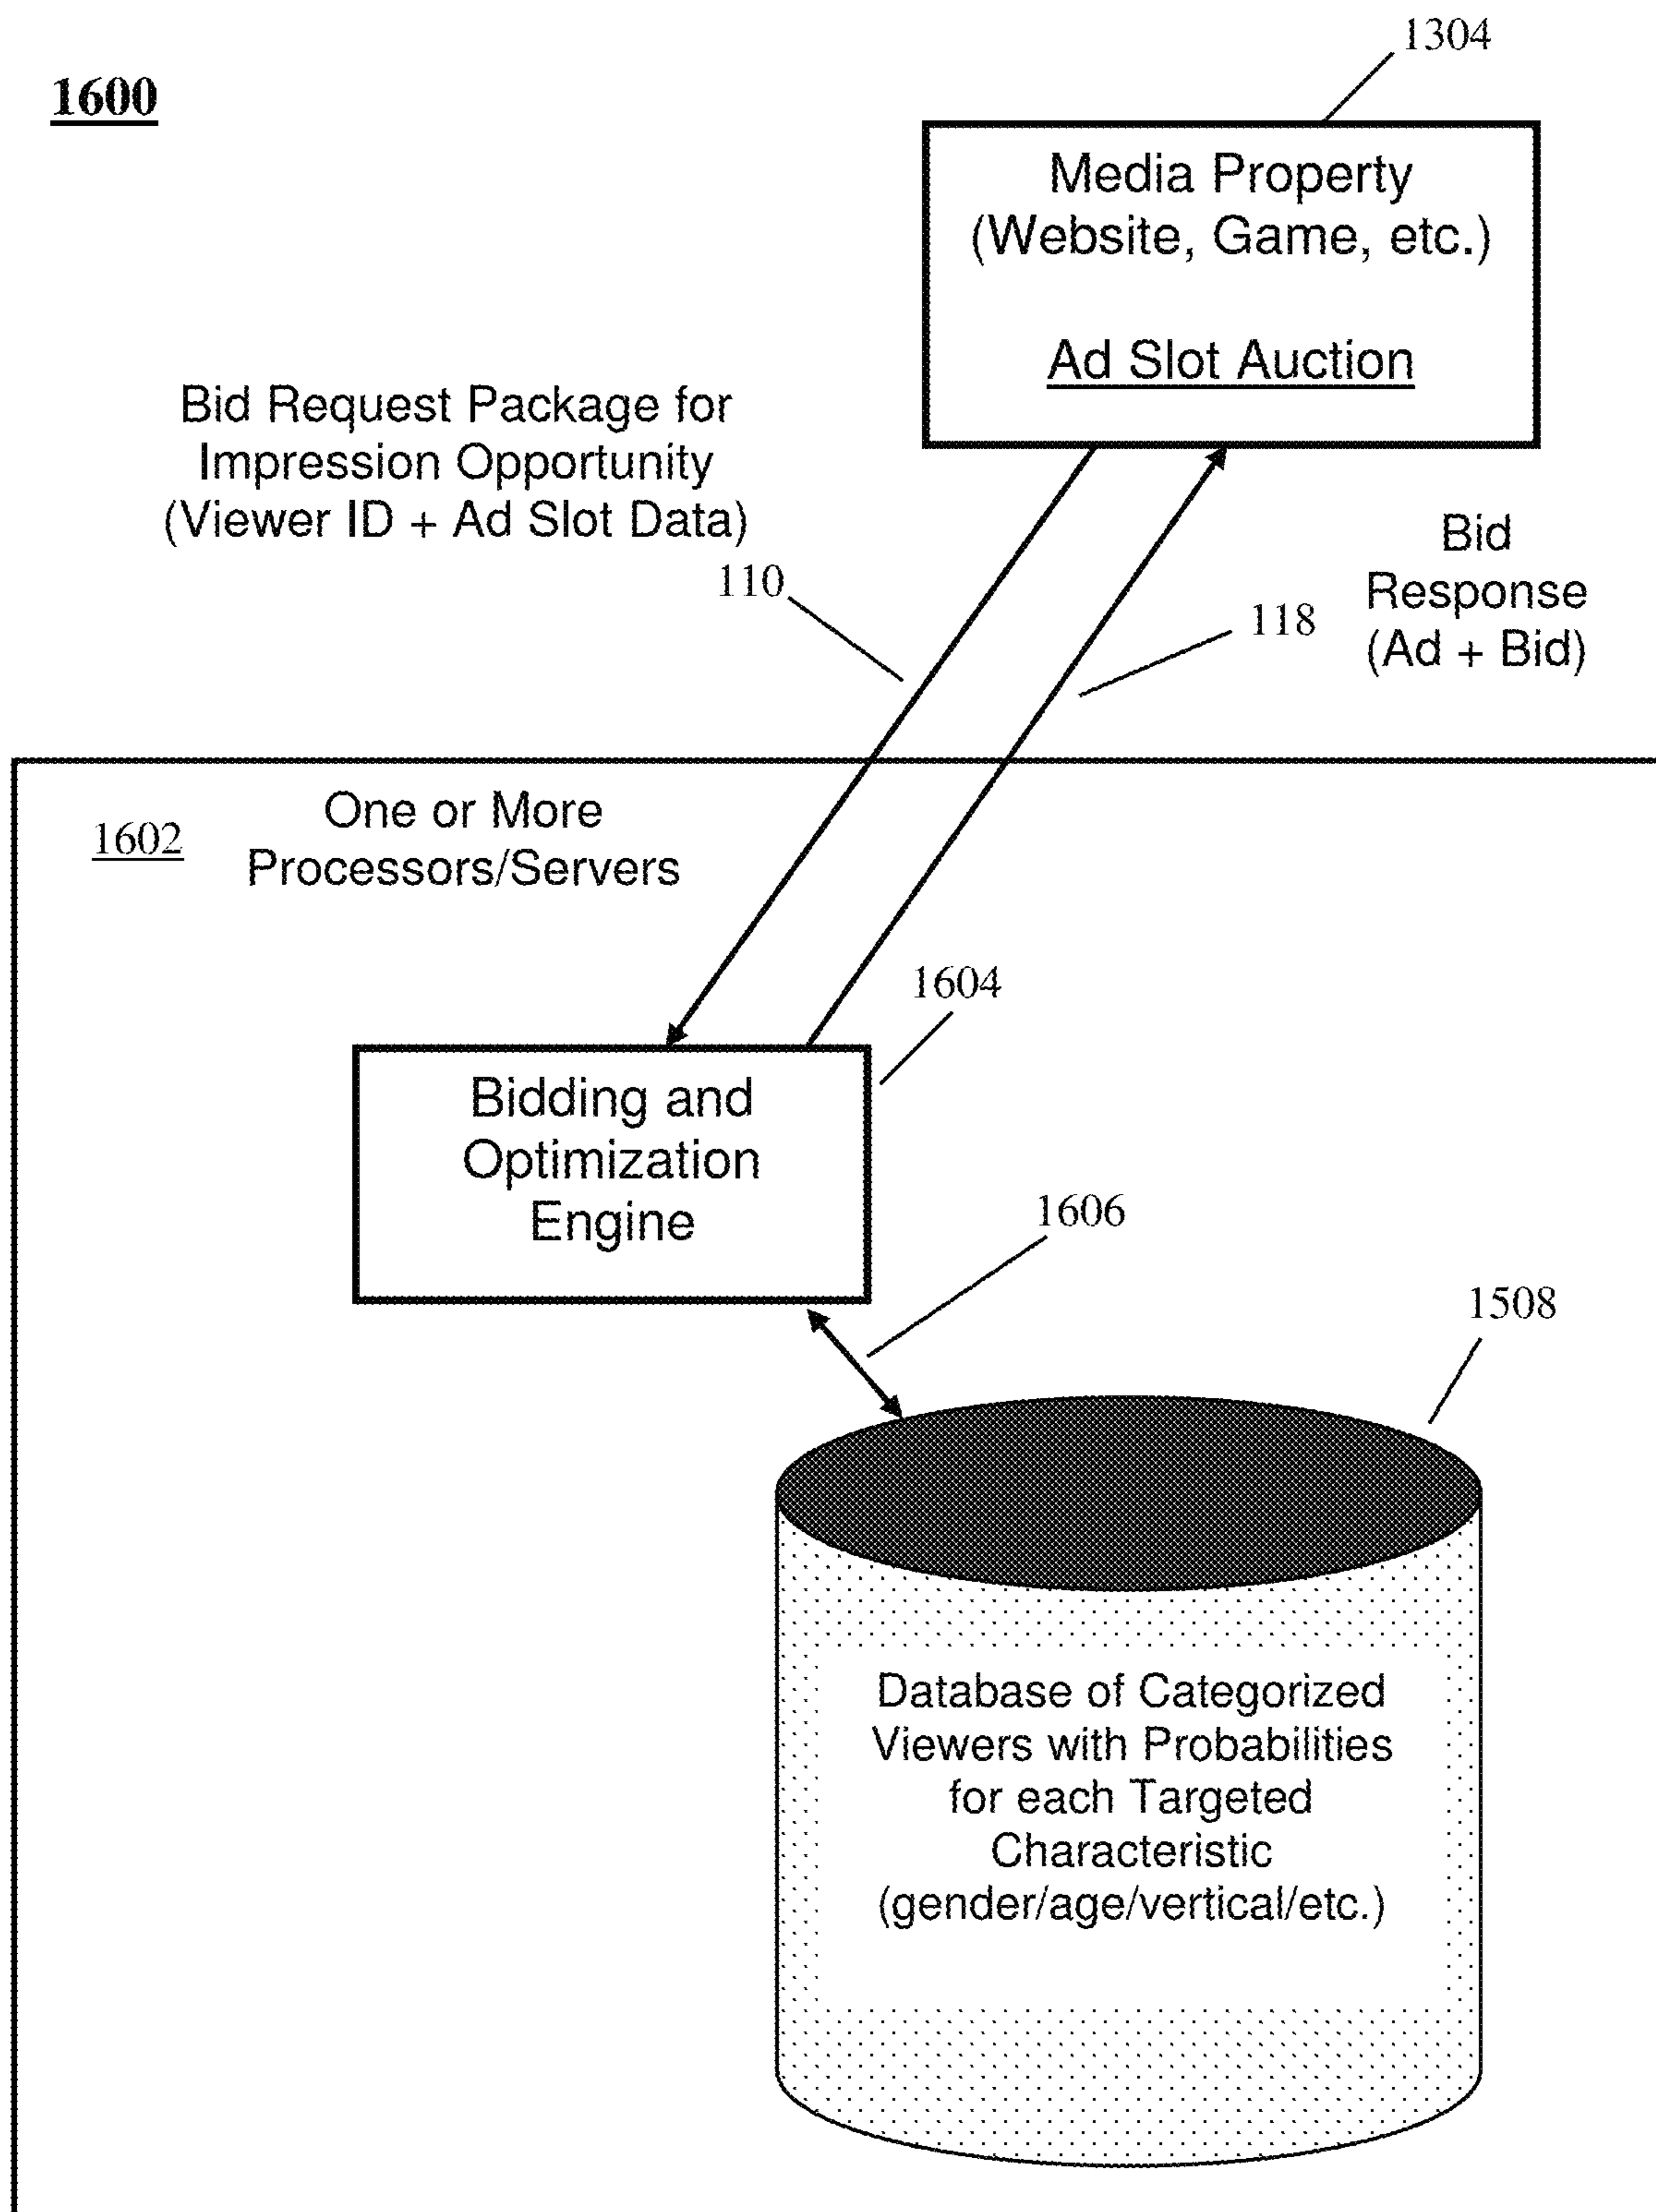 1304
1600
Media Property
(Website, Game, etc.)
Ad Slot Auction
Bid Request Package for
Impression Opportunity
(Viewer ID + Ad Slot Data)
110
Bid
Response
(Ad + Bid)
118
One or More
Processors/Servers
1602
1604
Bidding and
Optimization
Engine
1606
1508
Database of Categorized
Viewers with Probabilities
for each Targeted
Characteristic
(gender/age/vertical/etc.)